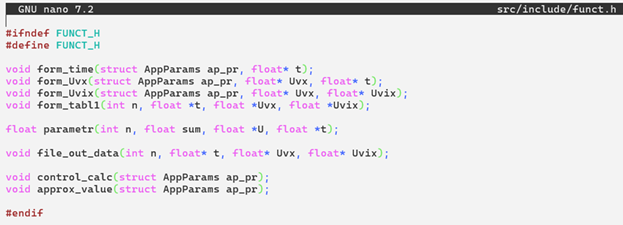 GNU nano 7.2 src/include/funct.h
#ifndef FUNCT_H
#define FUNCT_H
void form_time(struct AppParams ap_pr, float* t);
void form_Uvx(struct AppParams ap_pr, float* Uvx, float* t);
void form_Uvix(struct AppParams ap_pr, float* Uvx, float* Uvix);
void form_tabl1(int n, float *t, float *Uvx, float *Uvix);
float parametr(int n, float sum, float *U, float *t);
void file_out_data(int n, float* t, float* Uvx, float* Uvix);
void control_calc(struct AppParams ap_pr);
void approx_value(struct AppParams ap_pr);
#endif